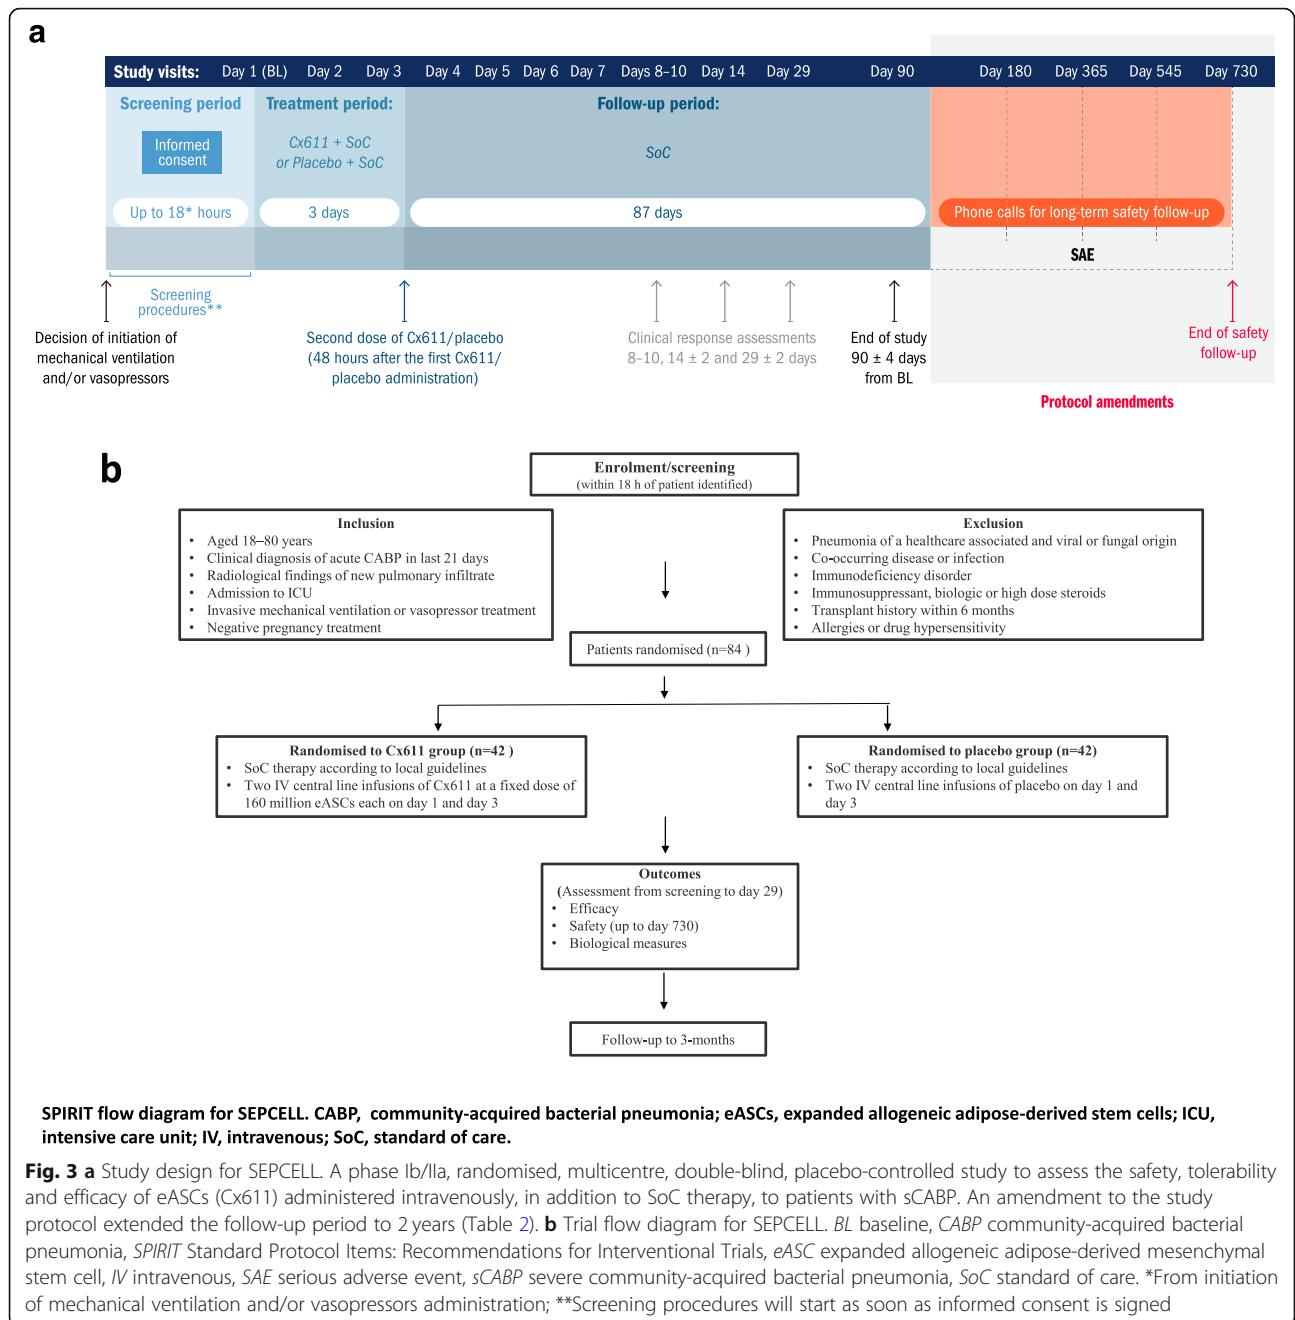 a
Study visits: Day 1 (BL) Day 2 Day 3 Day 4 Day 5 Day 6 Day 7 Days 8–10 Day 14 Day 29 Day 90 Day 180 Day 365 Day 545 Day 730
Screening period
Informed
consent
Up to 18* hours
Treatment period:
Cx611 + SoC
or Placebo + SoC
3 days
Follow-up period:
SoC
87 days
Phone calls for long-term safety follow-up
SAE
Screening
procedures**
Decision of initiation of
mechanical ventilation
and/or vasopressors
Second dose of Cx611/placebo
(48 hours after the first Cx611/
placebo administration)
Clinical response assessments
8–10, 14 ± 2 and 29 ± 2 days
End of study
90 ± 4 days
from BL
End of safety
follow-up
Protocol amendments
b
Enrolment/screening
(within 18 h of patient identified)
Inclusion
• Aged 18–80 years
• Clinical diagnosis of acute CABP in last 21 days
• Radiological findings of new pulmonary infiltrate
• Admission to ICU
• Invasive mechanical ventilation or vasopressor treatment
• Negative pregnancy treatment
Exclusion
• Pneumonia of a healthcare associated and viral or fungal origin
• Co-occurring disease or infection
• Immunodeficiency disorder
• Immunosuppressant, biologic or high dose steroids
• Transplant history within 6 months
• Allergies or drug hypersensitivity
Patients randomised (n=84 )
Randomised to Cx611 group (n=42 )
• SoC therapy according to local guidelines
• Two IV central line infusions of Cx611 at a fixed dose of
160 million eASCs each on day 1 and day 3
Randomised to placebo group (n=42)
• SoC therapy according to local guidelines
• Two IV central line infusions of placebo on day 1 and
day 3
Outcomes
(Assessment from screening to day 29)
• Efficacy
• Safety (up to day 730)
• Biological measures
Follow-up to 3-months
SPIRIT flow diagram for SEPCELL. CABP, community-acquired bacterial pneumonia; eASCs, expanded allogeneic adipose-derived stem cells; ICU,
intensive care unit; IV, intravenous; SoC, standard of care.
Fig. 3 a Study design for SEPCELL. A phase Ib/IIa, randomised, multicentre, double-blind, placebo-controlled study to assess the safety, tolerability
and efficacy of eASCs (Cx611) administered intravenously, in addition to SoC therapy, to patients with sCABP. An amendment to the study
protocol extended the follow-up period to 2 years (Table 2). b Trial flow diagram for SEPCELL. BL baseline, CABP community-acquired bacterial
pneumonia, SPIRIT Standard Protocol Items: Recommendations for Interventional Trials, eASC expanded allogeneic adipose-derived mesenchymal
stem cell, IV intravenous, SAE serious adverse event, sCABP severe community-acquired bacterial pneumonia, SoC standard of care. *From initiation
of mechanical ventilation and/or vasopressors administration; **Screening procedures will start as soon as informed consent is signed